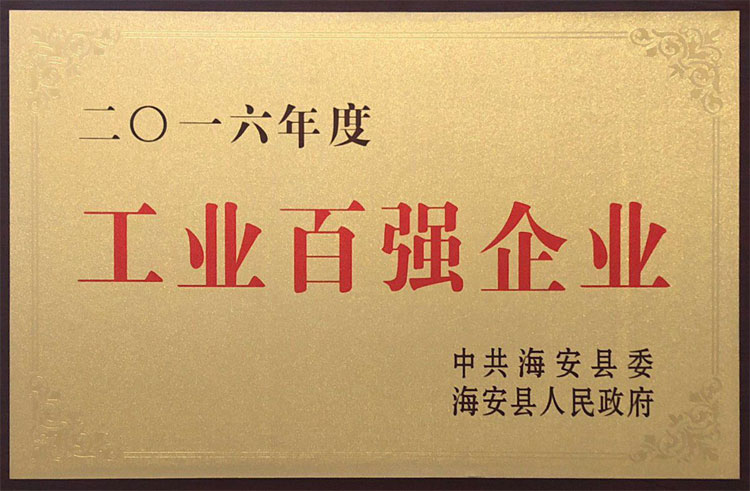 二〇一六年度
工业百强企业
中共海安县委
海安县人民政府